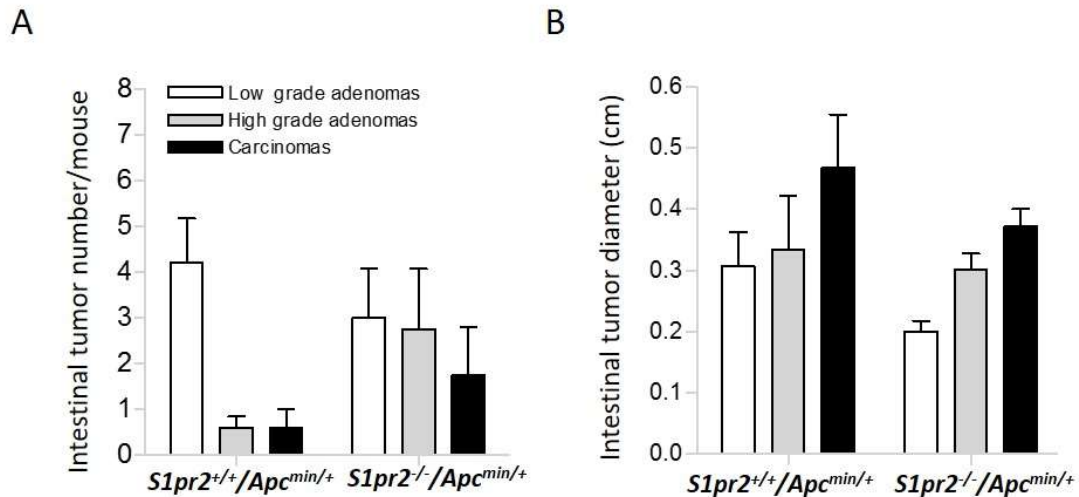 A
Intestinal tumor number/mouse
8
7
6
5
4
3
2
1
0
Low grade adenomas
High grade adenomas
Carcinomas
S1pr2+/+/Apcmin/+
S1pr2-/-/Apcmin/+
B
Intestinal tumor diameter (cm)
0.6
0.5
0.4
0.3
0.2
0.1
0.0
S1pr2+/+/Apcmin/+
S1pr2-/-/Apcmin/+